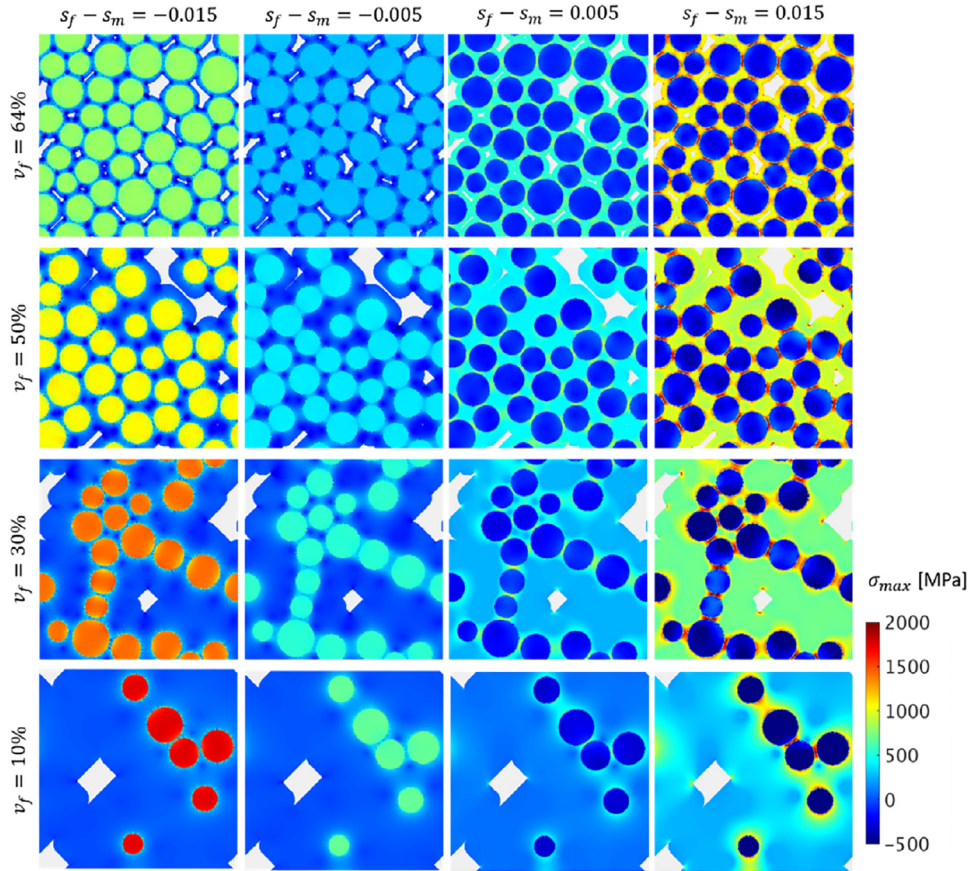 s_f − s_m = −0.015 s_f − s_m = −0.005 s_f − s_m = 0.005 s_f − s_m = 0.015
v_f = 64%
v_f = 50%
v_f = 30%
v_f = 10%
σ_max [MPa]
2000
1500
1000
500
0
−500